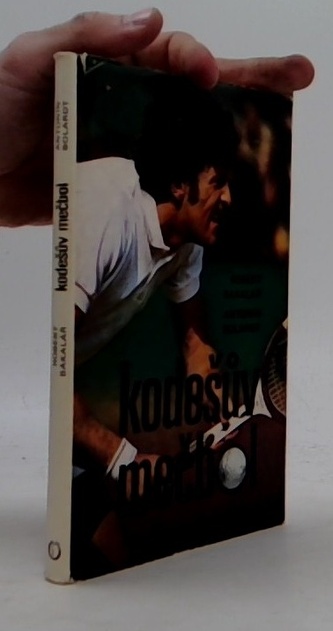 ANTONÍN
BOLARDT
kodešův mečbol
ROBERT
BAKALÁŘ
kodešův
mečbol